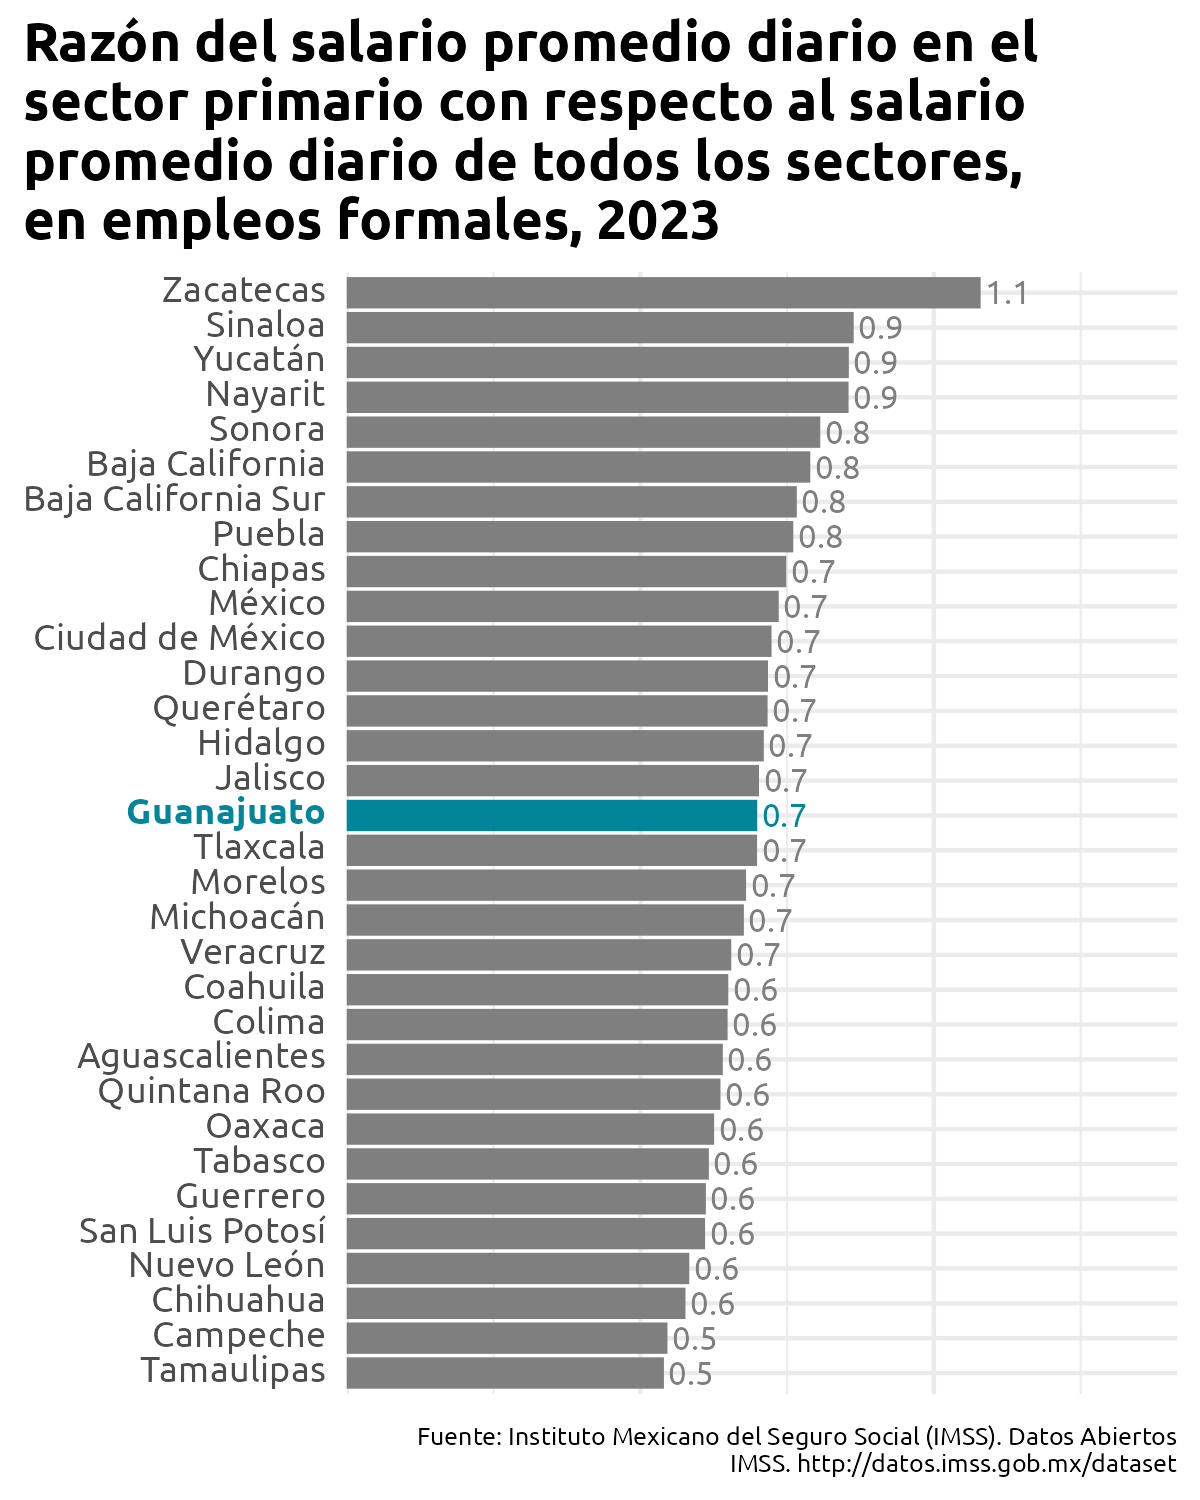 Razón del salario promedio diario en el
sector primario con respecto al salario
promedio diario de todos los sectores,
en empleos formales, 2023
Zacatecas 1.1
Sinaloa 0.9
Yucatán 0.9
Nayarit 0.9
Sonora 0.8
Baja California 0.8
Baja California Sur 0.8
Puebla 0.8
Chiapas 0.7
México 0.7
Ciudad de México 0.7
Durango 0.7
Querétaro 0.7
Hidalgo 0.7
Jalisco 0.7
Guanajuato 0.7
Tlaxcala 0.7
Morelos 0.7
Michoacán 0.7
Veracruz 0.7
Coahuila 0.6
Colima 0.6
Aguascalientes 0.6
Quintana Roo 0.6
Oaxaca 0.6
Tabasco 0.6
Guerrero 0.6
San Luis Potosí 0.6
Nuevo León 0.6
Chihuahua 0.6
Campeche 0.5
Tamaulipas 0.5
Fuente: Instituto Mexicano del Seguro Social (IMSS). Datos Abiertos
IMSS. http://datos.imss.gob.mx/dataset